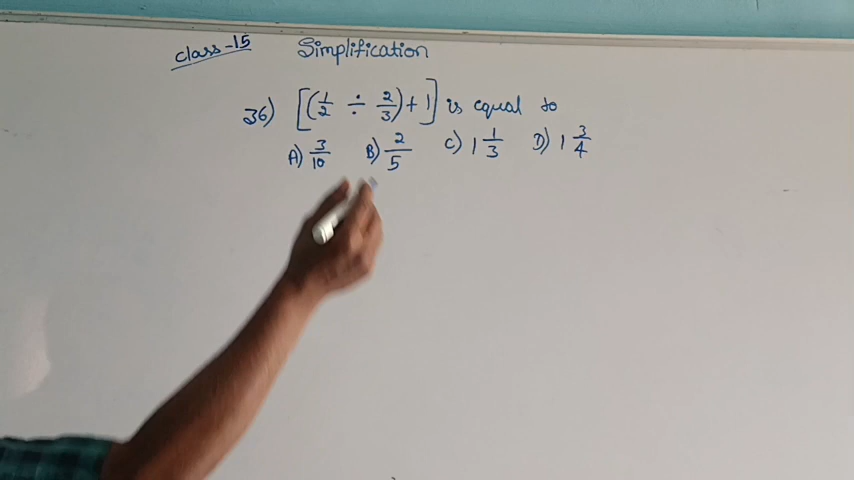 class-15 Simplification
36) [(1/2 ÷ 2/3) + 1] is equal to
A) 3/10 B) 2/5 C) 1 1/3 D) 1 3/4